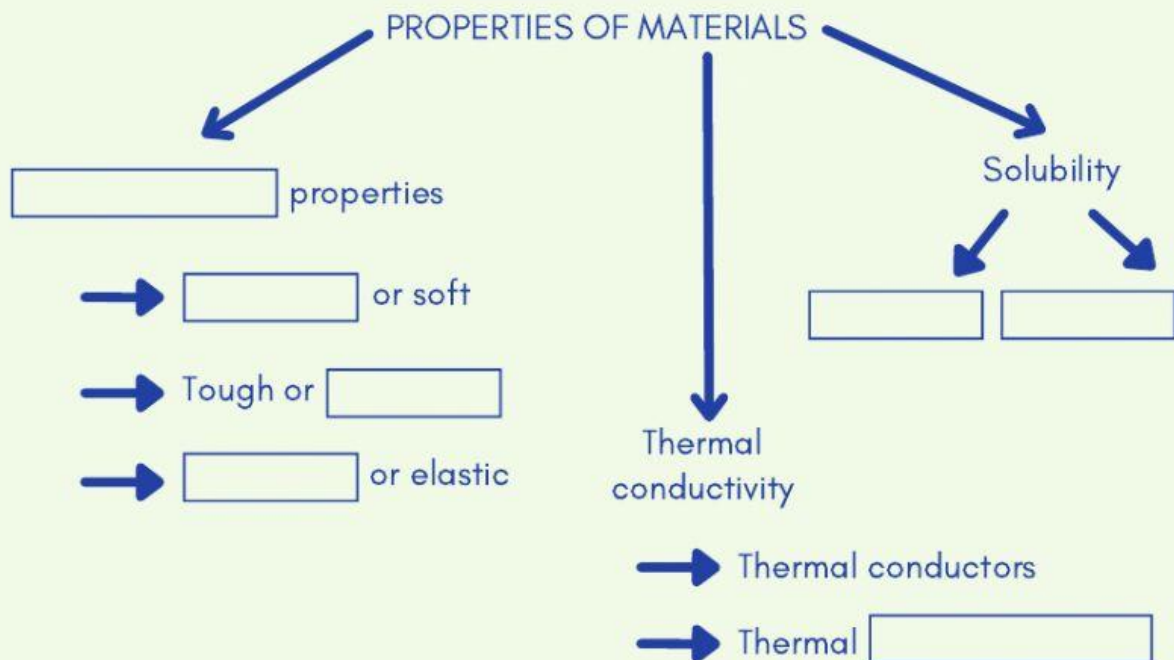 PROPERTIES OF MATERIALS
properties
or soft
Tough or
or elastic
Thermal
conductivity
Thermal conductors
Thermal
Solubility